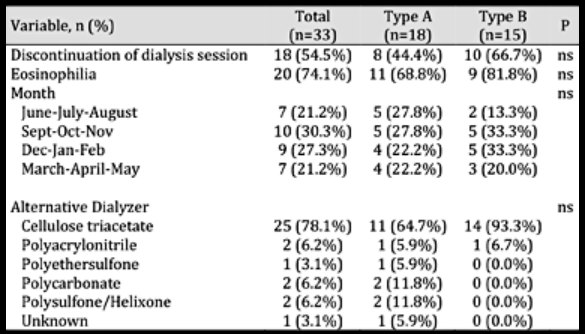 Variable, n (%) Total (n=33) Type A (n=18) Type B (n=15) P
Discontinuation of dialysis session 18 (54.5%) 8 (44.4%) 10 (66.7%) ns
Eosinophilia 20 (74.1%) 11 (68.8%) 9 (81.8%) ns
Month ns
June-July-August 7 (21.2%) 5 (27.8%) 2 (13.3%)
Sept-Oct-Nov 10 (30.3%) 5 (27.8%) 5 (33.3%)
Dec-Jan-Feb 9 (27.3%) 4 (22.2%) 5 (33.3%)
March-April-May 7 (21.2%) 4 (22.2%) 3 (20.0%)
Alternative Dialyzer ns
Cellulose triacetate 25 (78.1%) 11 (64.7%) 14 (93.3%)
Polyacrylonitrile 2 (6.2%) 1 (5.9%) 1 (6.7%)
Polyethersulfone 1 (3.1%) 1 (5.9%) 0 (0.0%)
Polycarbonate 2 (6.2%) 2 (11.8%) 0 (0.0%)
Polysulfone/Helixone 2 (6.2%) 2 (11.8%) 0 (0.0%)
Unknown 1 (3.1%) 1 (5.9%) 0 (0.0%)